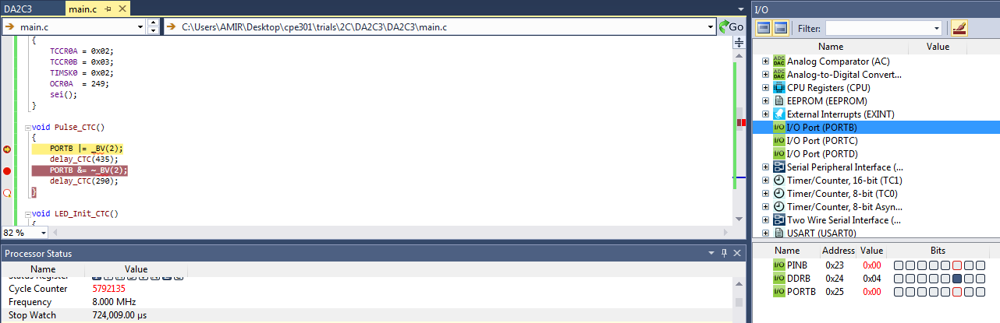 DA2C3 main.c
main.c C:\Users\AMIR\Desktop\cpe301\trials\2C\DA2C3\DA2C3\main.c Go
{
TCCR0A = 0x02;
TCCR0B = 0x03;
TIMSK0 = 0x02;
OCR0A = 249;
sei();
}
void Pulse_CTC()
{
PORTB |= _BV(2);
delay_CTC(435);
PORTB &= ~_BV(2);
delay_CTC(290);
}
void LED_Init_CTC()
{
82 %
Processor Status
Name Value
Status Register
Cycle Counter 5792135
Frequency 8.000 MHz
Stop Watch 724,009.00 µs
I/O
Filter:
Name Value
ADC DAC Analog Comparator (AC)
ADC DAC Analog-to-Digital Convert...
CPU Registers (CPU)
EEPROM (EEPROM)
External Interrupts (EXINT)
I/O I/O Port (PORTB)
I/O I/O Port (PORTC)
I/O I/O Port (PORTD)
Serial Peripheral Interface (...
Timer/Counter, 16-bit (TC1)
Timer/Counter, 8-bit (TC0)
Timer/Counter, 8-bit Asyn...
Two Wire Serial Interface (...
USART (USART0)
Name Address Value Bits
I/O PINB 0x23 0x00
I/O DDRB 0x24 0x04
I/O PORTB 0x25 0x00